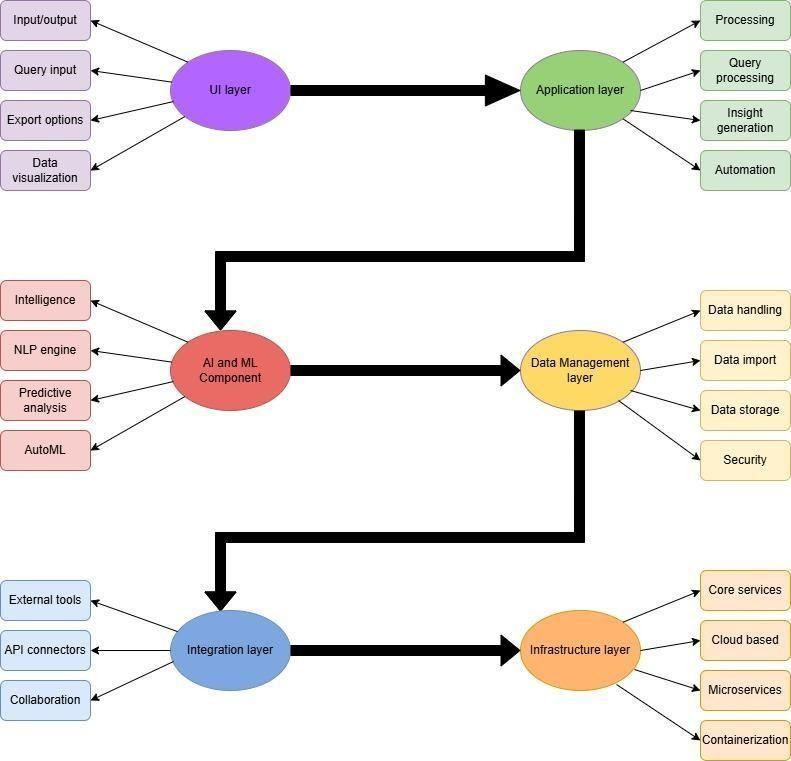 Input/output
Query input
Export options
Data
visualization
UI layer
Application layer
Processing
Query
processing
Insight
generation
Automation
Intelligence
NLP engine
Predictive
analysis
AutoML
AI and ML
Component
Data Management
layer
Data handling
Data import
Data storage
Security
External tools
API connectors
Collaboration
Integration layer
Infrastructure layer
Core services
Cloud based
Microservices
Containerization